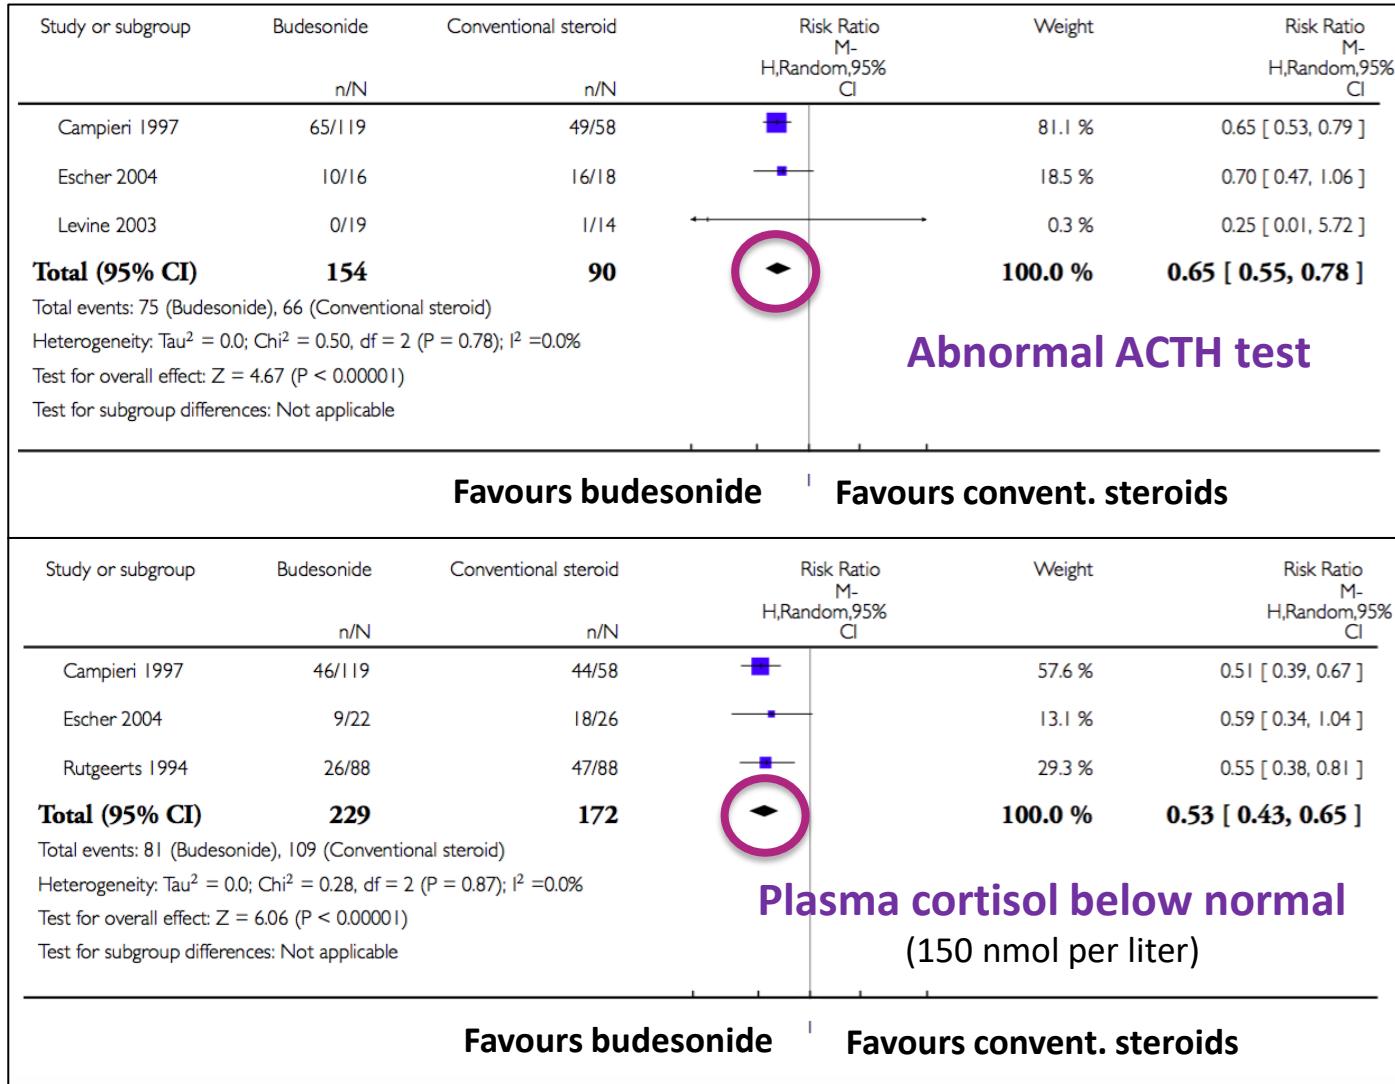 Study or subgroup Budesonide Conventional steroid Risk Ratio Weight Risk Ratio
M- M-
H,Random,95% H,Random,95%
n/N n/N CI CI
Campieri 1997 65/119 49/58 81.1 % 0.65 [ 0.53, 0.79 ]
Escher 2004 10/16 16/18 18.5 % 0.70 [ 0.47, 1.06 ]
Levine 2003 0/19 1/14 0.3 % 0.25 [ 0.01, 5.72 ]
Total (95% CI) 154 90 100.0 % 0.65 [ 0.55, 0.78 ]
Total events: 75 (Budesonide), 66 (Conventional steroid)
Heterogeneity: Tau² = 0.0; Chi² = 0.50, df = 2 (P = 0.78); I² =0.0%
Abnormal ACTH test
Test for overall effect: Z = 4.67 (P < 0.00001)
Test for subgroup differences: Not applicable
Favours budesonide Favours convent. steroids
Study or subgroup Budesonide Conventional steroid Risk Ratio Weight Risk Ratio
M- M-
H,Random,95% H,Random,95%
n/N n/N CI CI
Campieri 1997 46/119 44/58 57.6 % 0.51 [ 0.39, 0.67 ]
Escher 2004 9/22 18/26 13.1 % 0.59 [ 0.34, 1.04 ]
Rutgeerts 1994 26/88 47/88 29.3 % 0.55 [ 0.38, 0.81 ]
Total (95% CI) 229 172 100.0 % 0.53 [ 0.43, 0.65 ]
Total events: 81 (Budesonide), 109 (Conventional steroid)
Heterogeneity: Tau² = 0.0; Chi² = 0.28, df = 2 (P = 0.87); I² =0.0%
Plasma cortisol below normal
Test for overall effect: Z = 6.06 (P < 0.00001)
Test for subgroup differences: Not applicable (150 nmol per liter)
Favours budesonide Favours convent. steroids